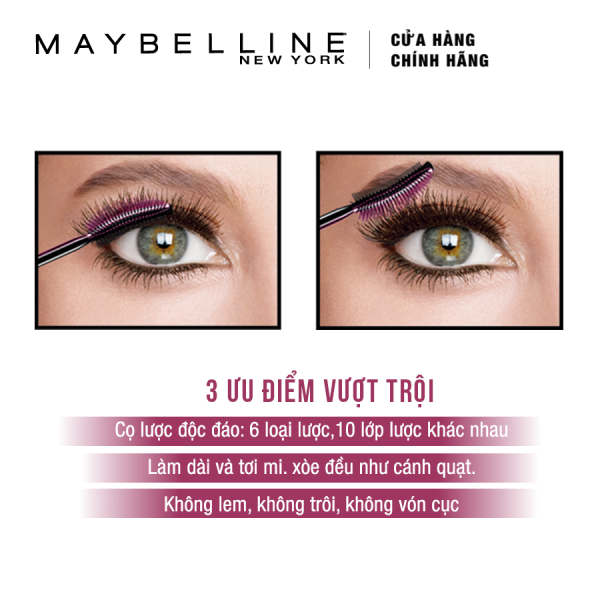 MAYBELLINE
NEW YORK
CỬA HÀNG
CHÍNH HÃNG
3 ƯU ĐIỂM VƯỢT TRỘI
Cọ lược độc đáo: 6 loại lược,10 lớp lược khác nhau
Làm dài và tơi mi. xòe đều như cánh quạt.
Không lem, không trôi, không vón cục